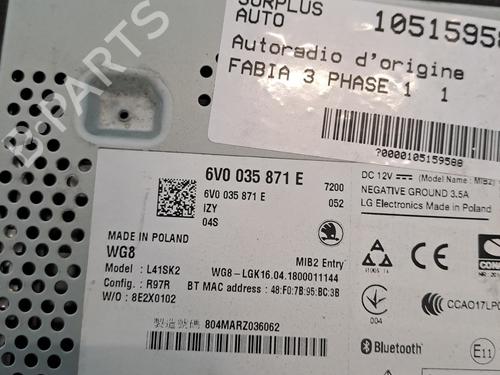 SURPLUS
AUTO
10515958
Autoradio d'origine
FABIA 3 PHASE 1 1
?0000105159588
6V0 035 871 E
6V0 035 871 E
7200
IZY
052
04S
MADE IN POLAND
WG8
MIB2 Entry
Model : L41SK2
WG8-LGK16.04.1800011144
Config. : R97R
BT MAC address : 48:F0:7B:95:BC:3B
W/O : 8E2X0102
製造號碼 804MARZ036062
DC 12V (Model Name : MIB2
NEGATIVE GROUND 3.5A
LG Electronics Made in Poland
CCAO17LP0
004
Bluetooth
E11
B PARTS